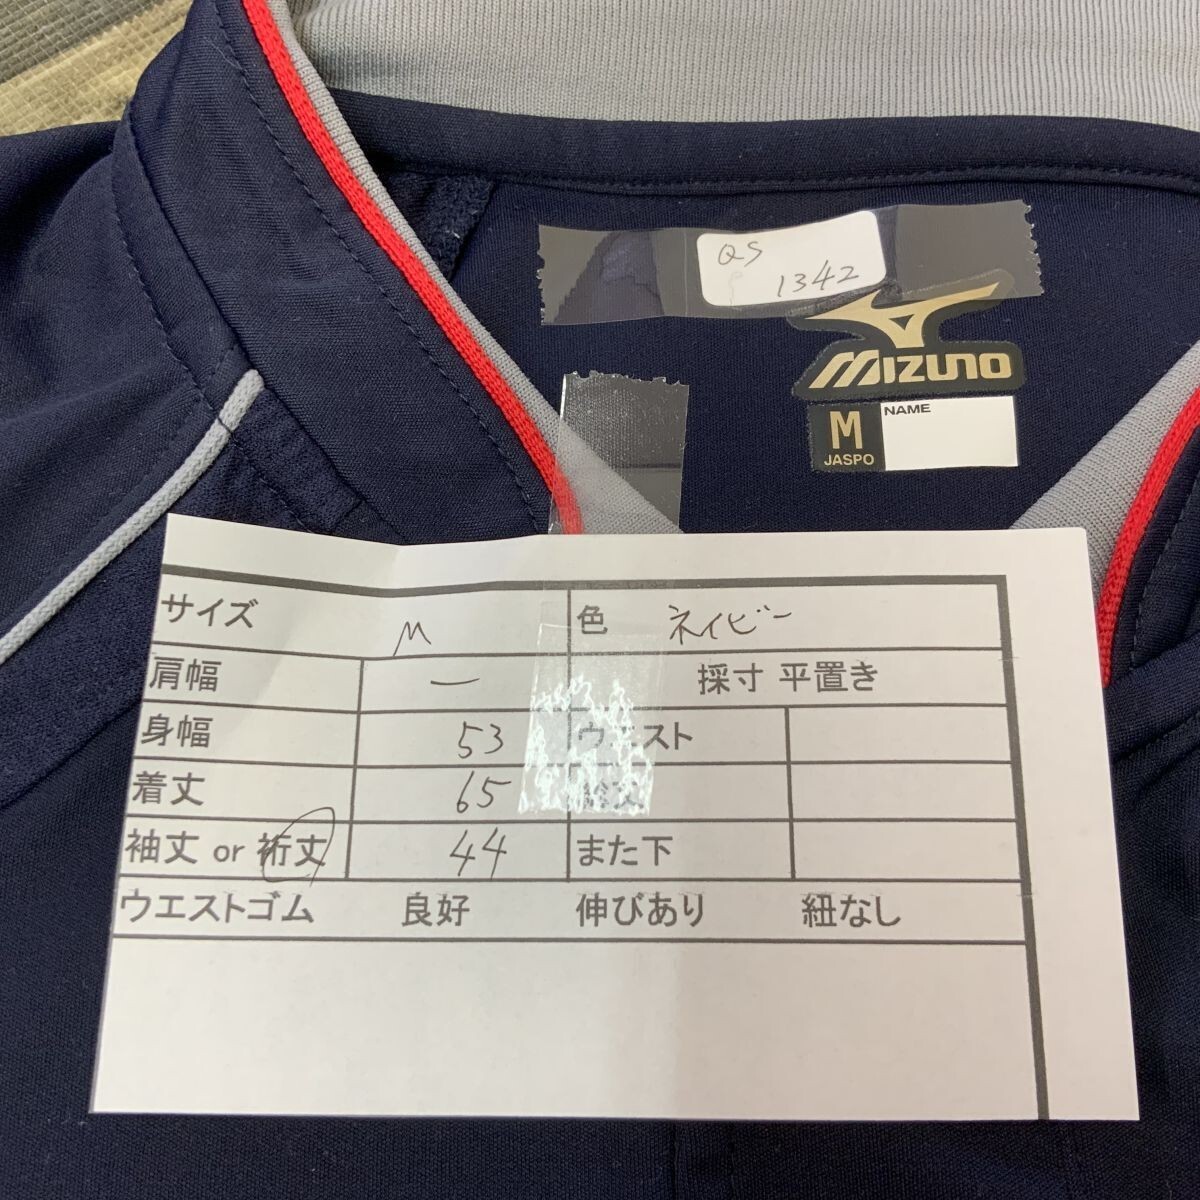 QS
1342
MIZUNO
M
JASPO
NAME
サイズ M 色 ネイビー
肩幅 ー 採寸 平置き
身幅 53 ウエスト
着丈 65
袖丈 or 裄丈 44 また下
ウエストゴム 良好 伸びあり 紐なし